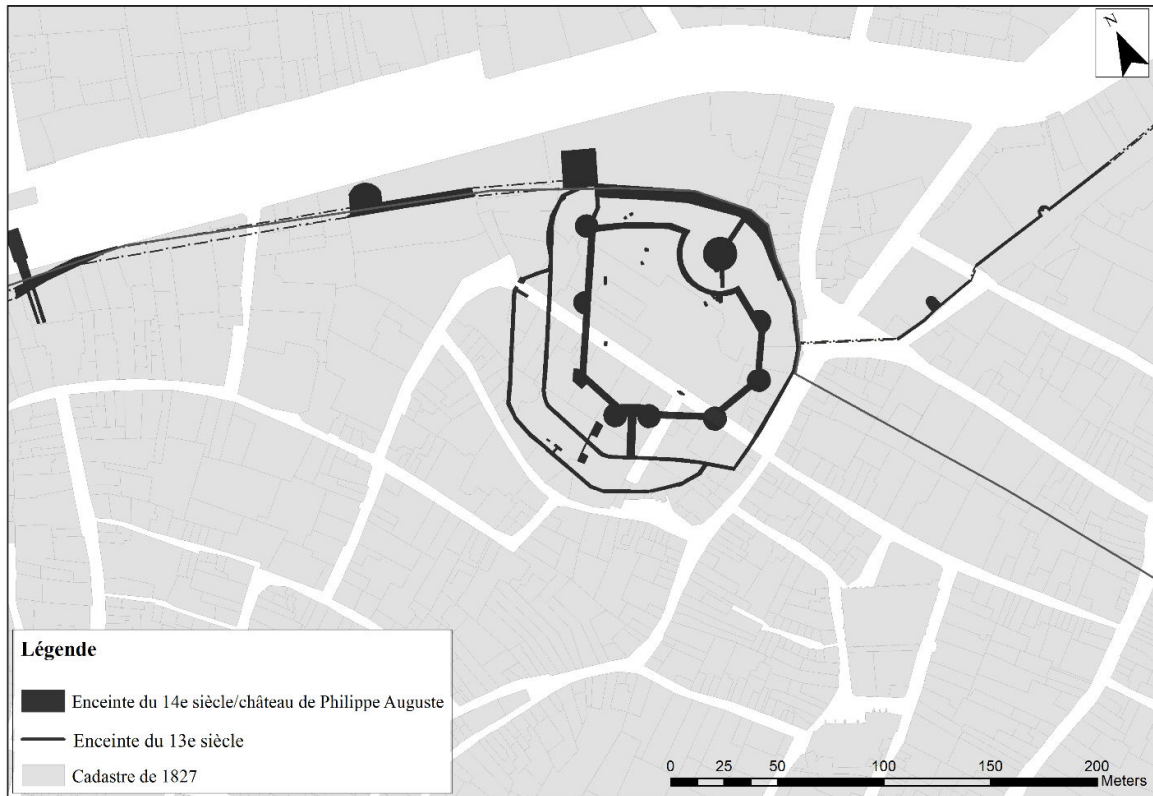 N
Légende
Enceinte du 14e siècle/château de Philippe Auguste
Enceinte du 13e siècle
Cadastre de 1827
0 25 50 100 150 200
Meters